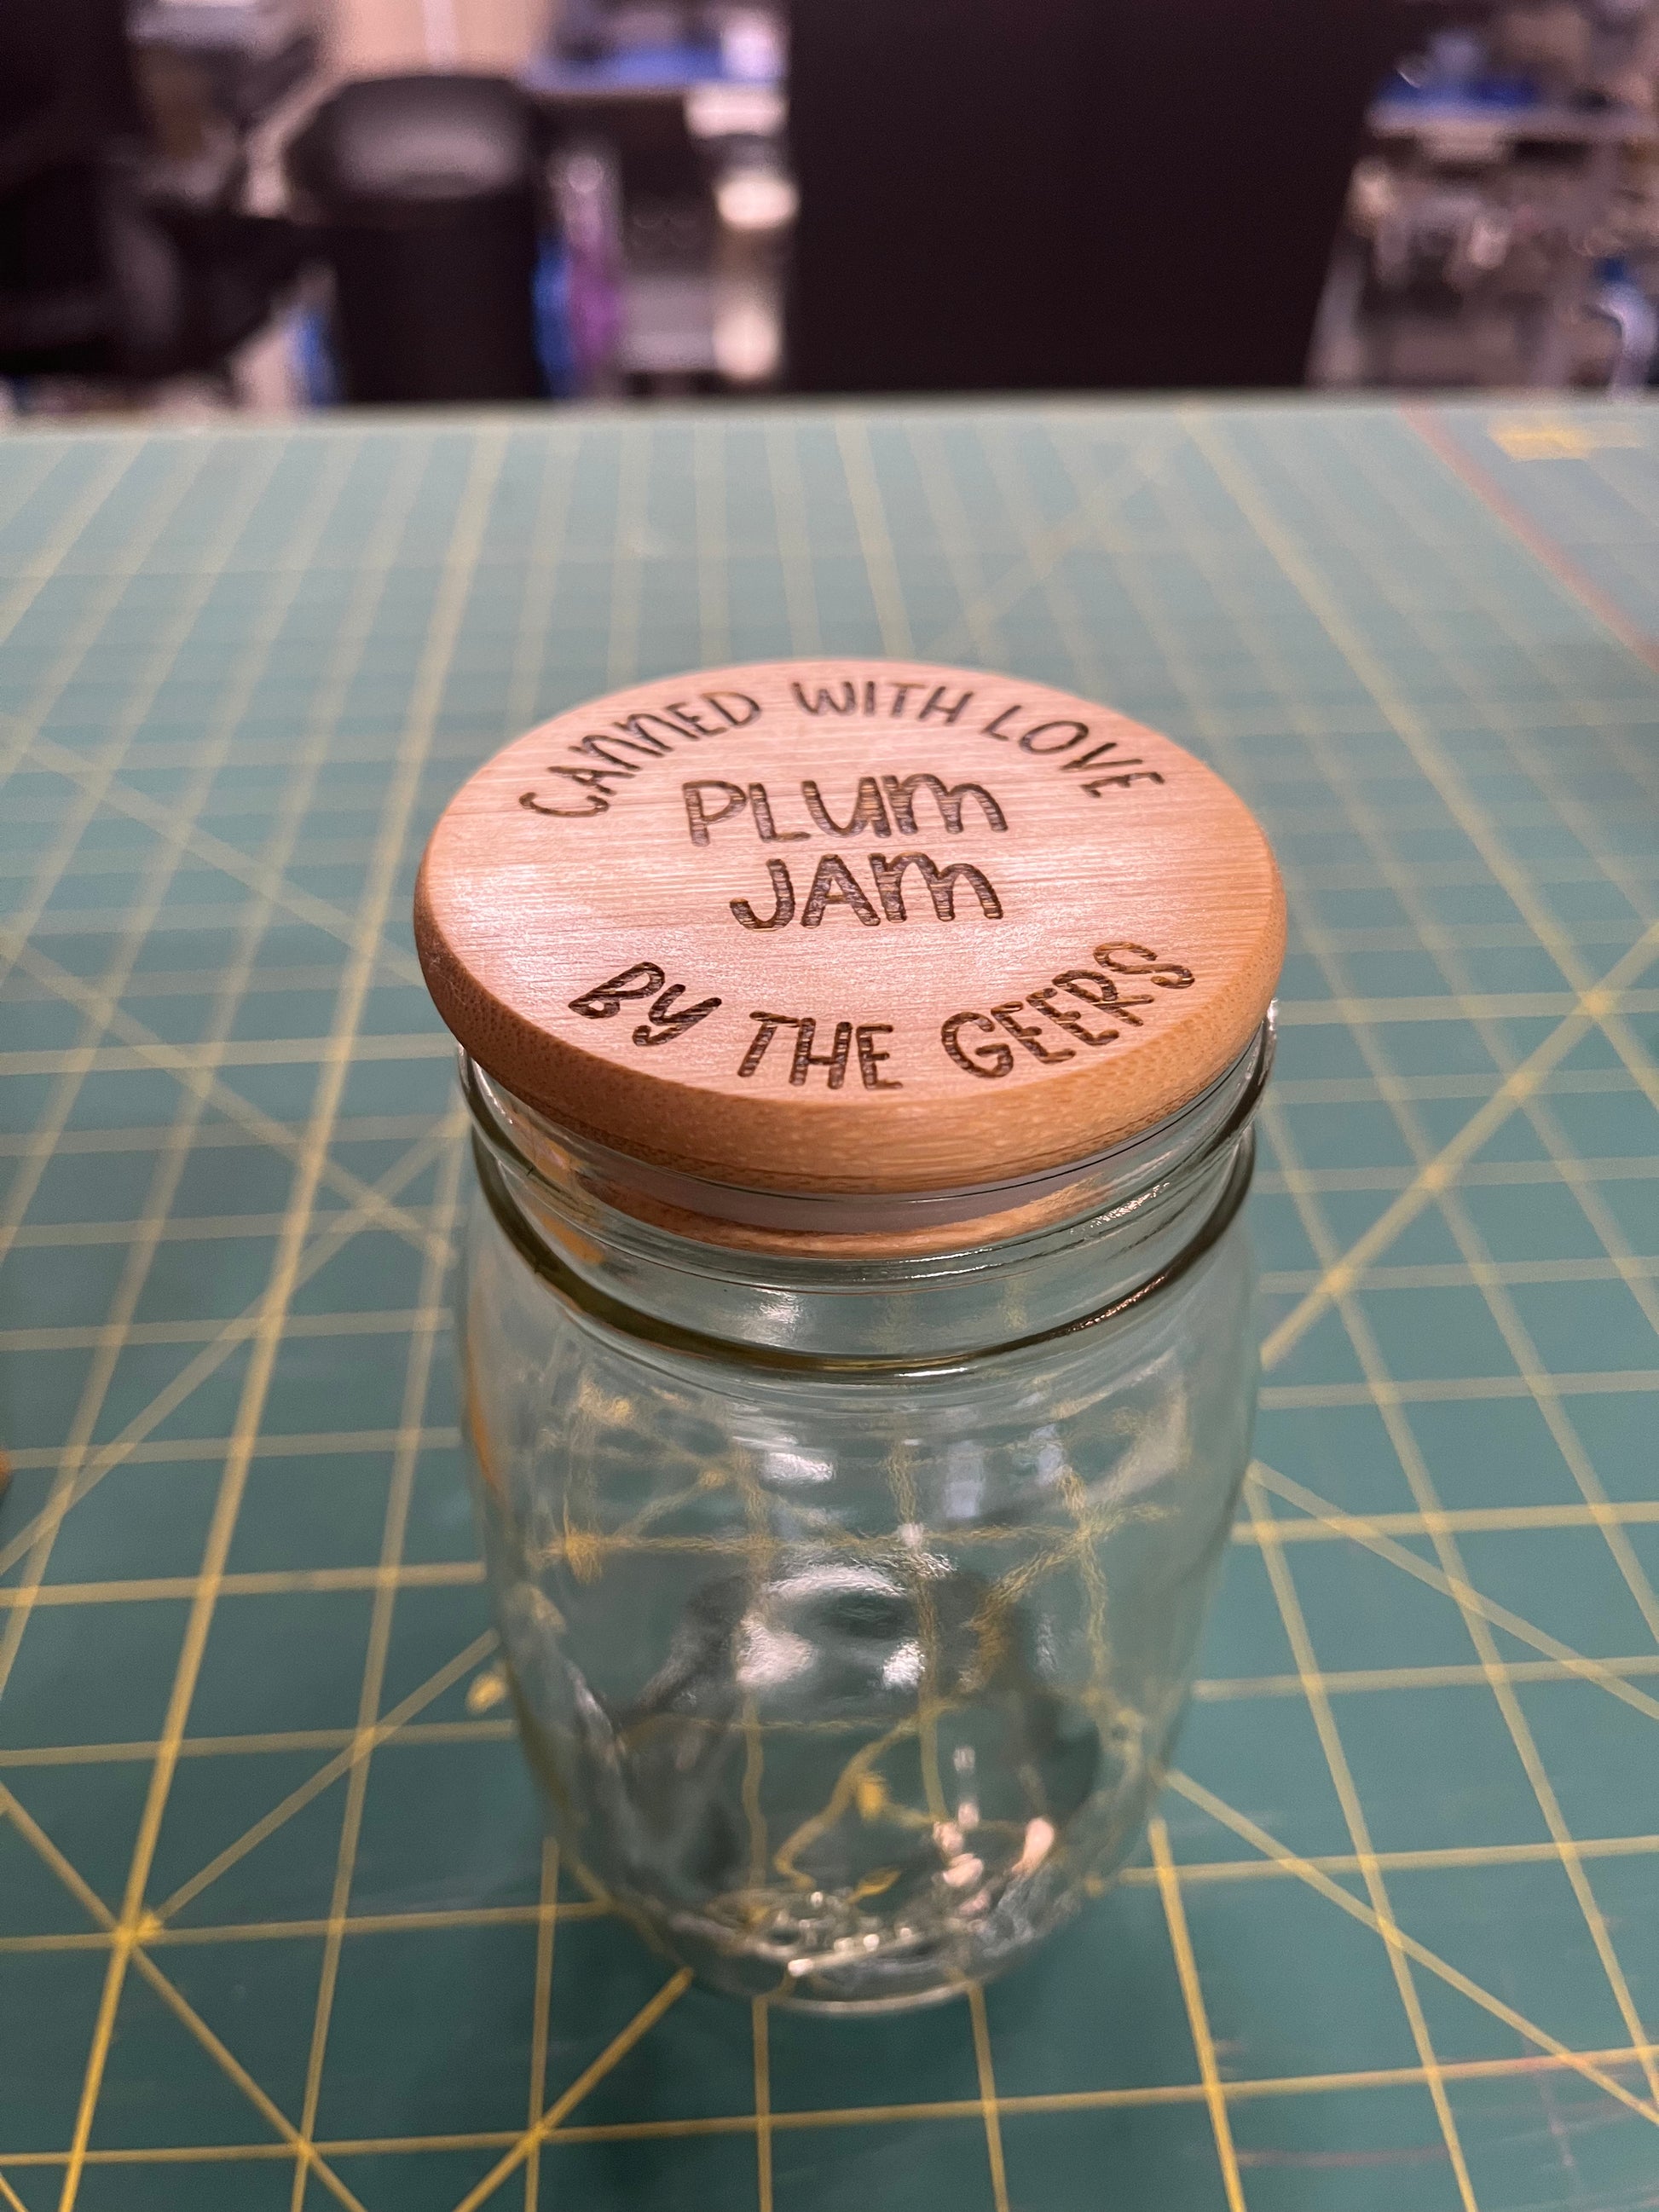 CANNED WITH LOVE
PLUM
JAM
BY THE GEERS